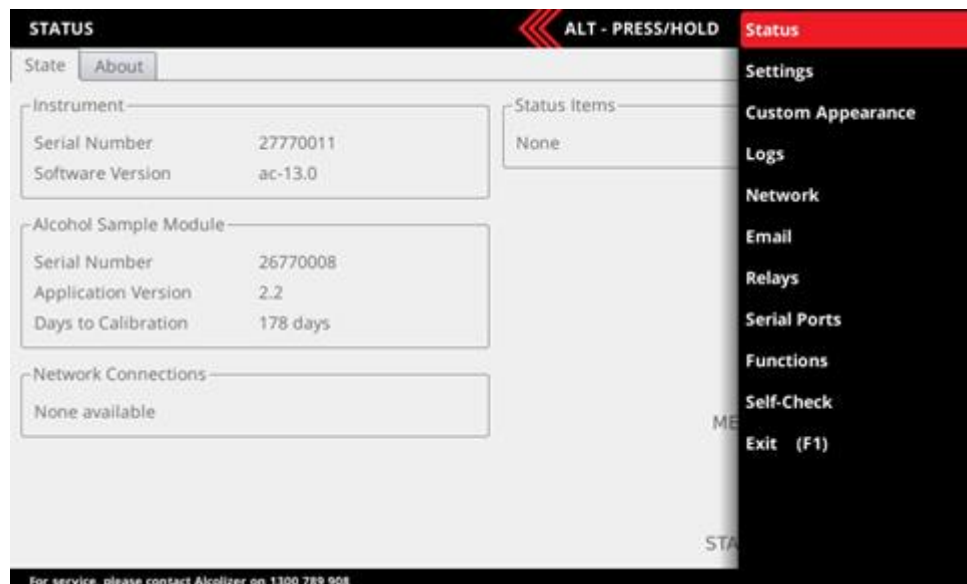 STATUS
ALT - PRESS/HOLD
State
About
Instrument
Serial Number 27770011
Software Version ac-13.0
Alcohol Sample Module
Serial Number 26770008
Application Version 2.2
Days to Calibration 178 days
Network Connections
None available
Status Items
None
ME
STA
Status
Settings
Custom Appearance
Logs
Network
Email
Relays
Serial Ports
Functions
Self-Check
Exit (F1)
For service, please contact Alcolizer on 1300 789 908